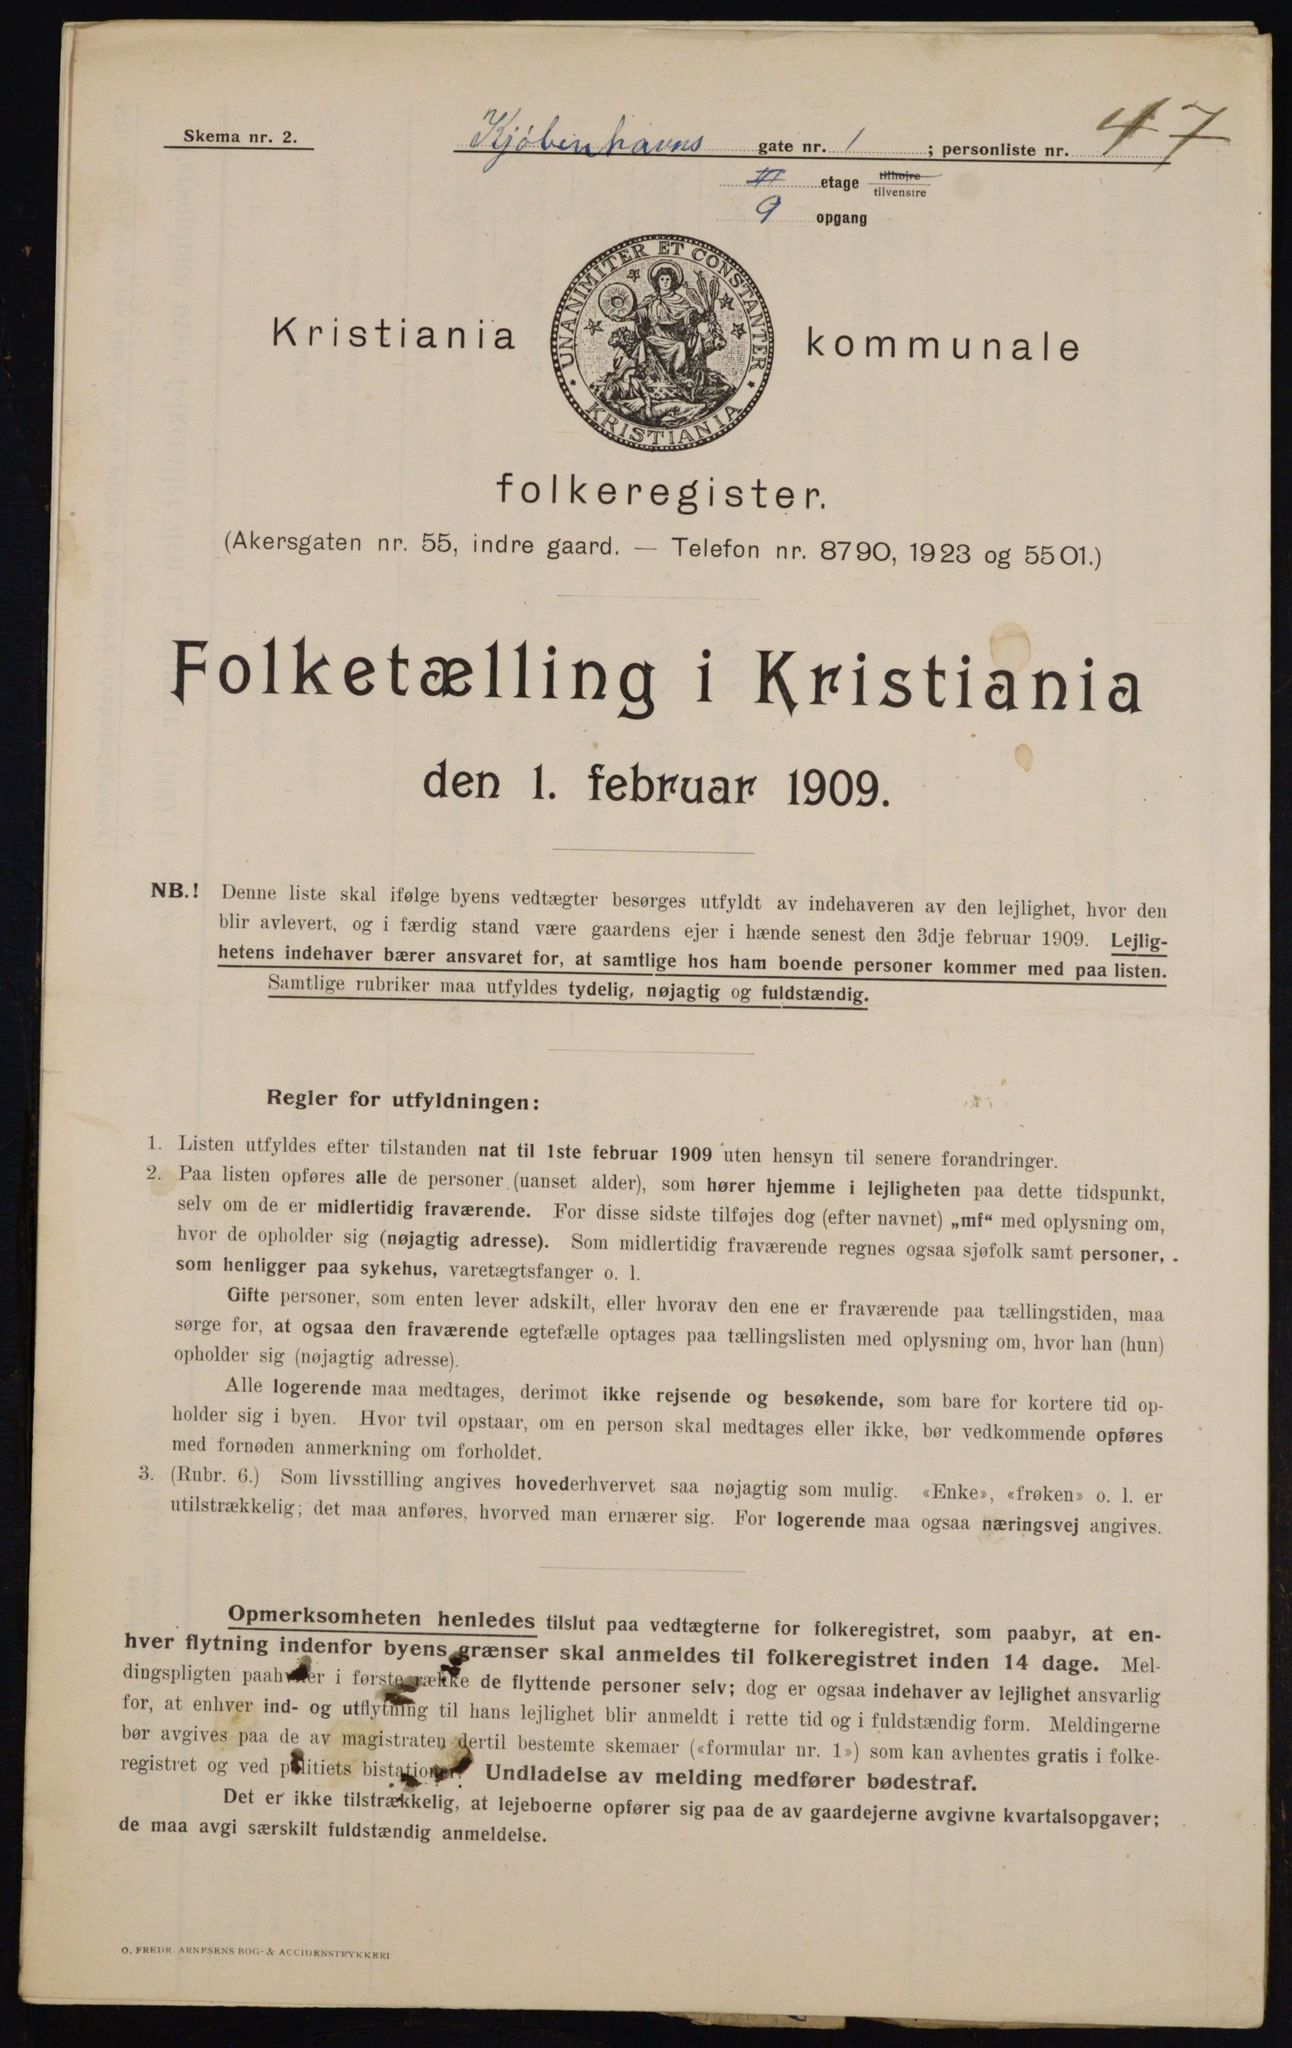 Skema nr. 2.
Kjöbenhavns gate nr. 1 ; personliste nr. 47
III etage tilhøjre tilvenstre
9 opgang
UNANIMITER ET CONSTANTER
KRISTIANIA
Kristiania kommunale
folkeregister.
(Akersgaten nr. 55, indre gaard. — Telefon nr. 8790, 1923 og 5501.)
Folketælling i Kristiania
den 1. februar 1909.
NB.! Denne liste skal ifølge byens vedtægter besørges utfyldt av indehaveren av den lejlighet, hvor den
blir avlevert, og i færdig stand være gaardens ejer i hænde senest den 3dje februar 1909. Lejlig-
hetens indehaver bærer ansvaret for, at samtlige hos ham boende personer kommer med paa listen.
Samtlige rubriker maa utfyldes tydelig, nøjagtig og fuldstændig.
Regler for utfyldningen:
1. Listen utfyldes efter tilstanden nat til 1ste februar 1909 uten hensyn til senere forandringer.
2. Paa listen opføres alle de personer (uanset alder), som hører hjemme i lejligheten paa dette tidspunkt,
selv om de er midlertidig fraværende. For disse sidste tilføjes dog (efter navnet) „mf“ med oplysning om,
hvor de opholder sig (nøjagtig adresse). Som midlertidig fraværende regnes ogsaa sjøfolk samt personer,
som henligger paa sykehus, varetægtsfanger o. l.
Gifte personer, som enten lever adskilt, eller hvorav den ene er fraværende paa tællingstiden, maa
sørge for, at ogsaa den fraværende egtefælle optages paa tællingslisten med oplysning om, hvor han (hun)
opholder sig (nøjagtig adresse).
Alle logerende maa medtages, derimot ikke rejsende og besøkende, som bare for kortere tid op-
holder sig i byen. Hvor tvil opstaar, om en person skal medtages eller ikke, bør vedkommende opføres
med fornøden anmerkning om forholdet.
3. (Rubr. 6.) Som livsstilling angives hovederhvervet saa nøjagtig som mulig. «Enke», «frøken» o. l. er
utilstrækkelig; det maa anføres, hvorved man ernærer sig. For logerende maa ogsaa næringsvej angives.
Opmerksomheten henledes tilslut paa vedtægterne for folkeregistret, som paabyr, at en-
hver flytning indenfor byens grænser skal anmeldes til folkeregistret inden 14 dage. Mel-
dingspligten paahviler i første række de flyttende personer selv; dog er ogsaa indehaver av lejlighet ansvarlig
for, at enhver ind- og utflytning til hans lejlighet blir anmeldt i rette tid og i fuldstændig form. Meldingerne
bør avgives paa de av magistraten dertil bestemte skemaer («formular nr. 1») som kan avhentes gratis i folke-
registret og ved politiets bistationer. Undladelse av melding medfører bødestraf.
Det er ikke tilstrækkelig, at lejeboerne opfører sig paa de av gaardejerne avgivne kvartalsopgaver;
de maa avgi særskilt fuldstændig anmeldelse.
O. FREDR. ARNESENS BOG- & ACCIDENSTRYKKERI